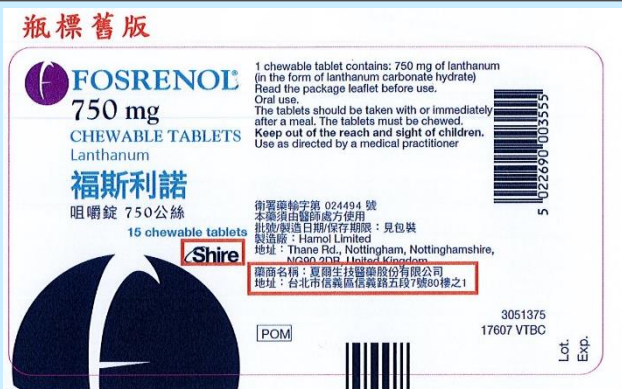 瓶標舊版
FOSRENOL®
750 mg
CHEWABLE TABLETS
Lanthanum
福斯利諾
咀嚼錠 750公絲
15 chewable tablets
Shire
1 chewable tablet contains: 750 mg of lanthanum
(in the form of lanthanum carbonate hydrate)
Read the package leaflet before use.
Oral use.
The tablets should be taken with or immediately
after a meal. The tablets must be chewed.
Keep out of the reach and sight of children.
Use as directed by a medical practitioner
衛署藥輸字第 024494 號
本藥須由醫師處方使用
批號/製造日期/保存期限：見包裝
製造廠：Hamol Limited
地址：Thane Rd., Nottingham, Nottinghamshire,
NG90 2DB, United Kingdom
藥商名稱：夏爾生技醫藥股份有限公司
地址：台北市信義區信義路五段7號80樓之1
POM
5 022690 003555
3051375
17607 VTBC
Lot.
Exp.